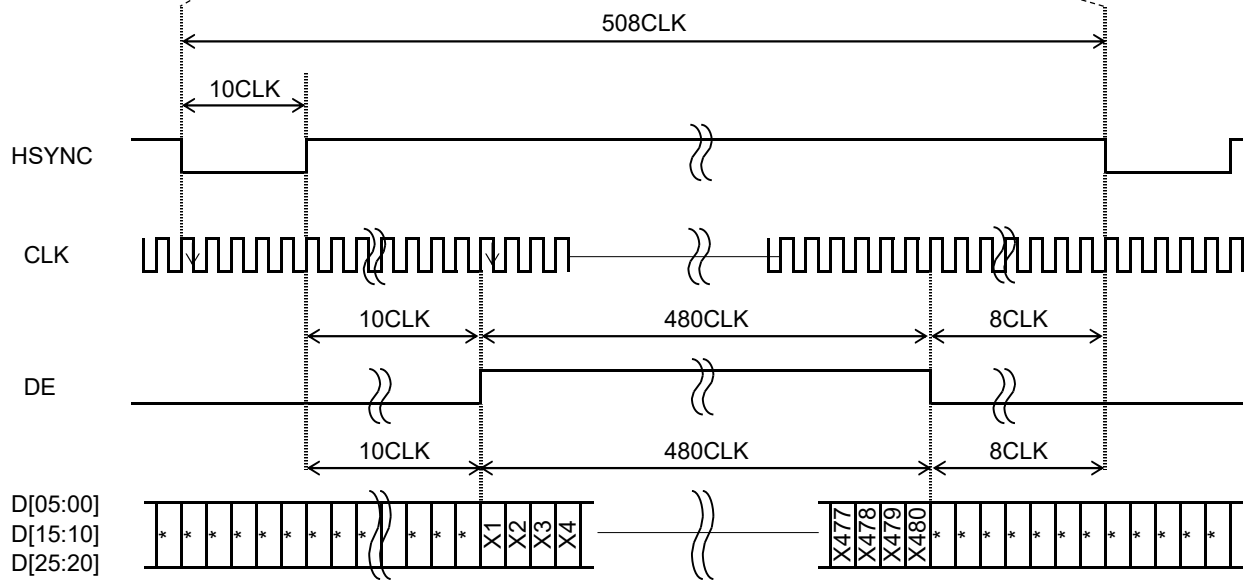 508CLK
10CLK
HSYNC
CLK
10CLK 480CLK 8CLK
DE
10CLK 480CLK 8CLK
D[05:00]
D[15:10]
D[25:20]
* * * * * * * * * * * * X1 X2 X3 X4 X477 X478 X479 X480 * * * * * * * * * * * *